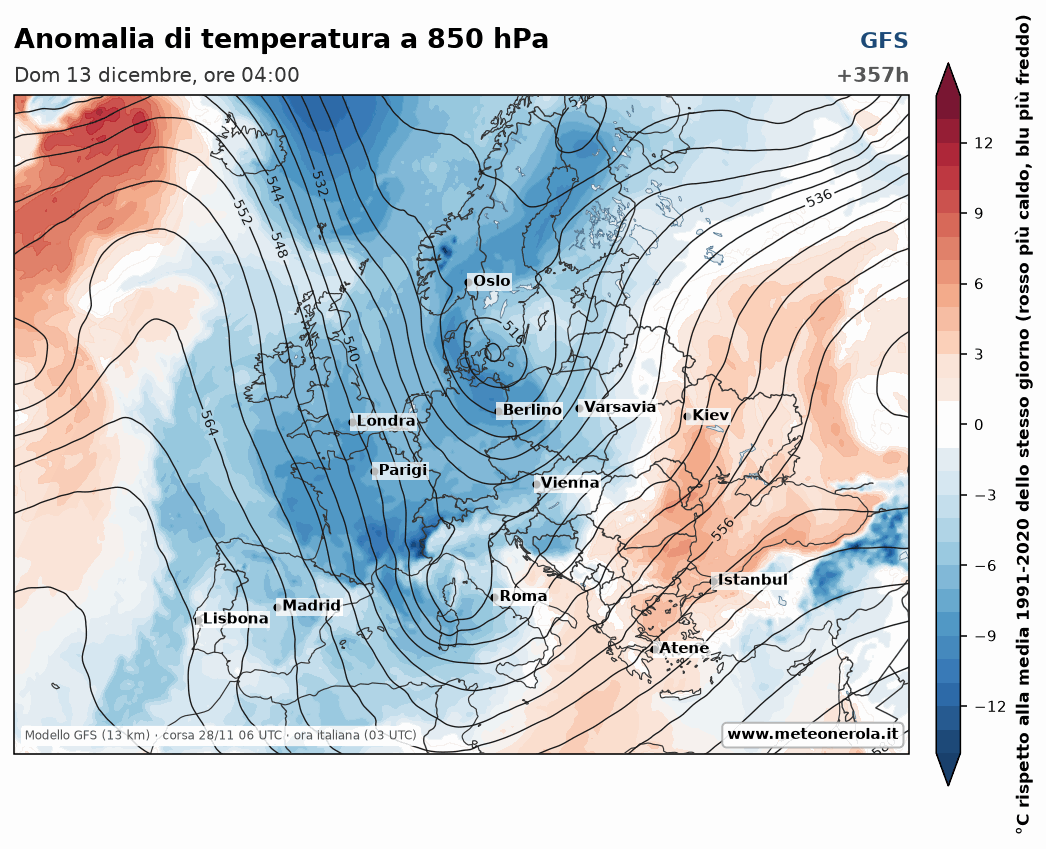 Anomalia di temperatura a 850 hPa
GFS
Dom 13 dicembre, ore 04:00
+357h
532
544
552
548
536
540
516
564
556
Oslo
Berlino
Varsavia
Kiev
Londra
Parigi
Vienna
Istanbul
Roma
Madrid
Lisbona
Atene
Modello GFS (13 km) · corsa 28/11 06 UTC · ora italiana (03 UTC)
www.meteonerola.it
12
9
6
3
0
−3
−6
−9
−12
°C rispetto alla media 1991-2020 dello stesso giorno (rosso più caldo, blu più freddo)